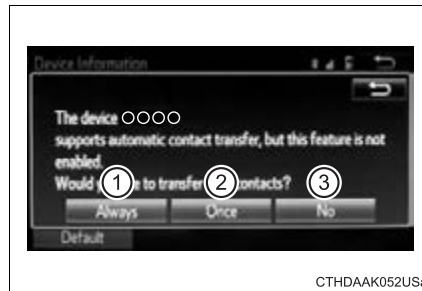 Device Information
The device ○○○○
supports automatic contact transfer, but this feature is not
enabled.
Would to transfer contacts?
1 2 3
Always Once No
Default
CTHDAAK052USa